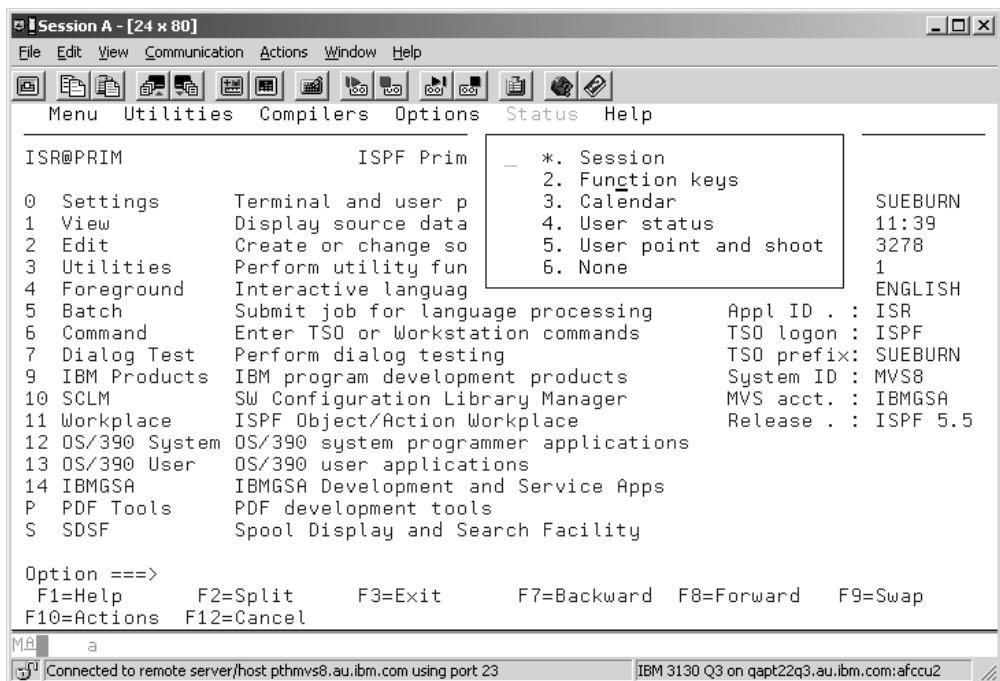 Session A - [24 x 80]
File Edit View Communication Actions Window Help
Menu Utilities Compilers Options Status Help
ISR@PRIM ISPF Prim
_ *. Session
2. Function keys
3. Calendar
4. User status
5. User point and shoot
6. None
0 Settings Terminal and user p SUEBURN
1 View Display source data 11:39
2 Edit Create or change so 3278
3 Utilities Perform utility fun 1
4 Foreground Interactive languag ENGLISH
5 Batch Submit job for language processing Appl ID . : ISR
6 Command Enter TSO or Workstation commands TSO logon : ISPF
7 Dialog Test Perform dialog testing TSO prefix: SUEBURN
9 IBM Products IBM program development products System ID : MVS8
10 SCLM SW Configuration Library Manager MVS acct. : IBMGSA
11 Workplace ISPF Object/Action Workplace Release . : ISPF 5.5
12 OS/390 System OS/390 system programmer applications
13 OS/390 User OS/390 user applications
14 IBMGSA IBMGSA Development and Service Apps
P PDF Tools PDF development tools
S SDSF Spool Display and Search Facility
Option ===>
F1=Help F2=Split F3=Exit F7=Backward F8=Forward F9=Swap
F10=Actions F12=Cancel
MA a
Connected to remote server/host pthmvs8.au.ibm.com using port 23 IBM 3130 Q3 on qapt22q3.au.ibm.com:afccu2